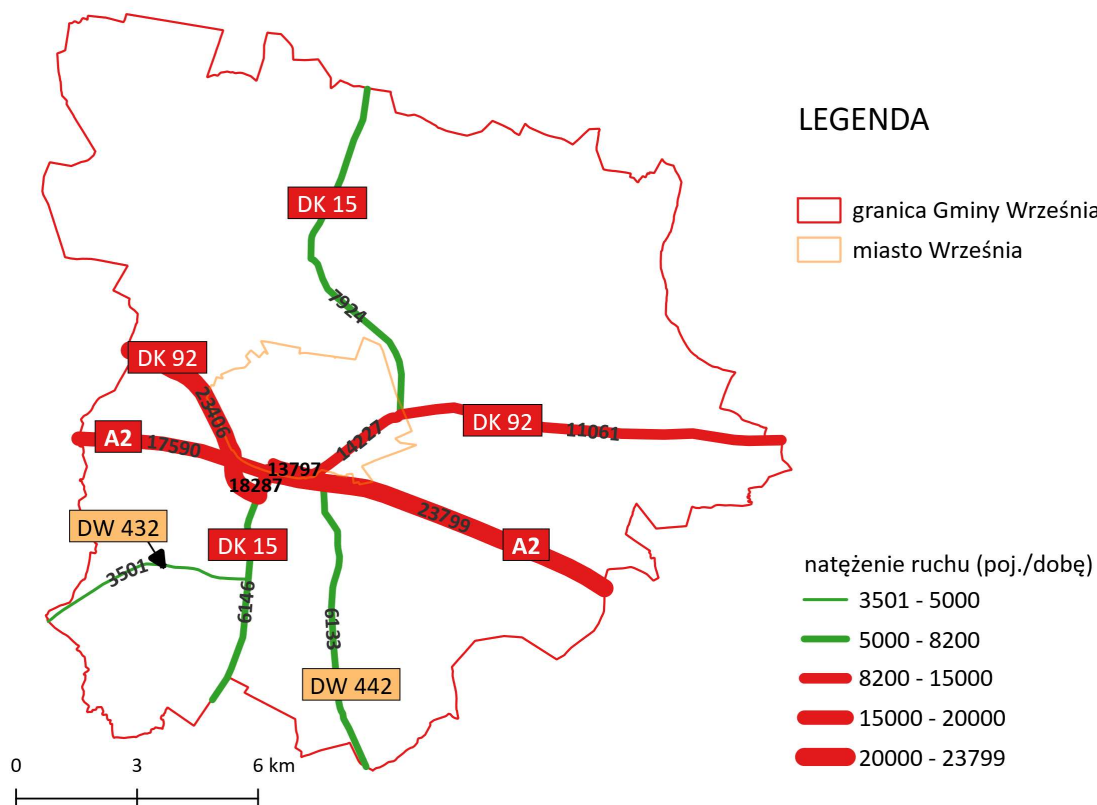 LEGENDA
granica Gminy Września
miasto Września
DK 15
7924
DK 92
23406
A2
17590
DK 92
14227
11061
13797
18287
23799
A2
DW 432
3501
DK 15
6146
6133
DW 442
natężenie ruchu (poj./dobę)
3501 - 5000
5000 - 8200
8200 - 15000
15000 - 20000
20000 - 23799
0 3 6 km